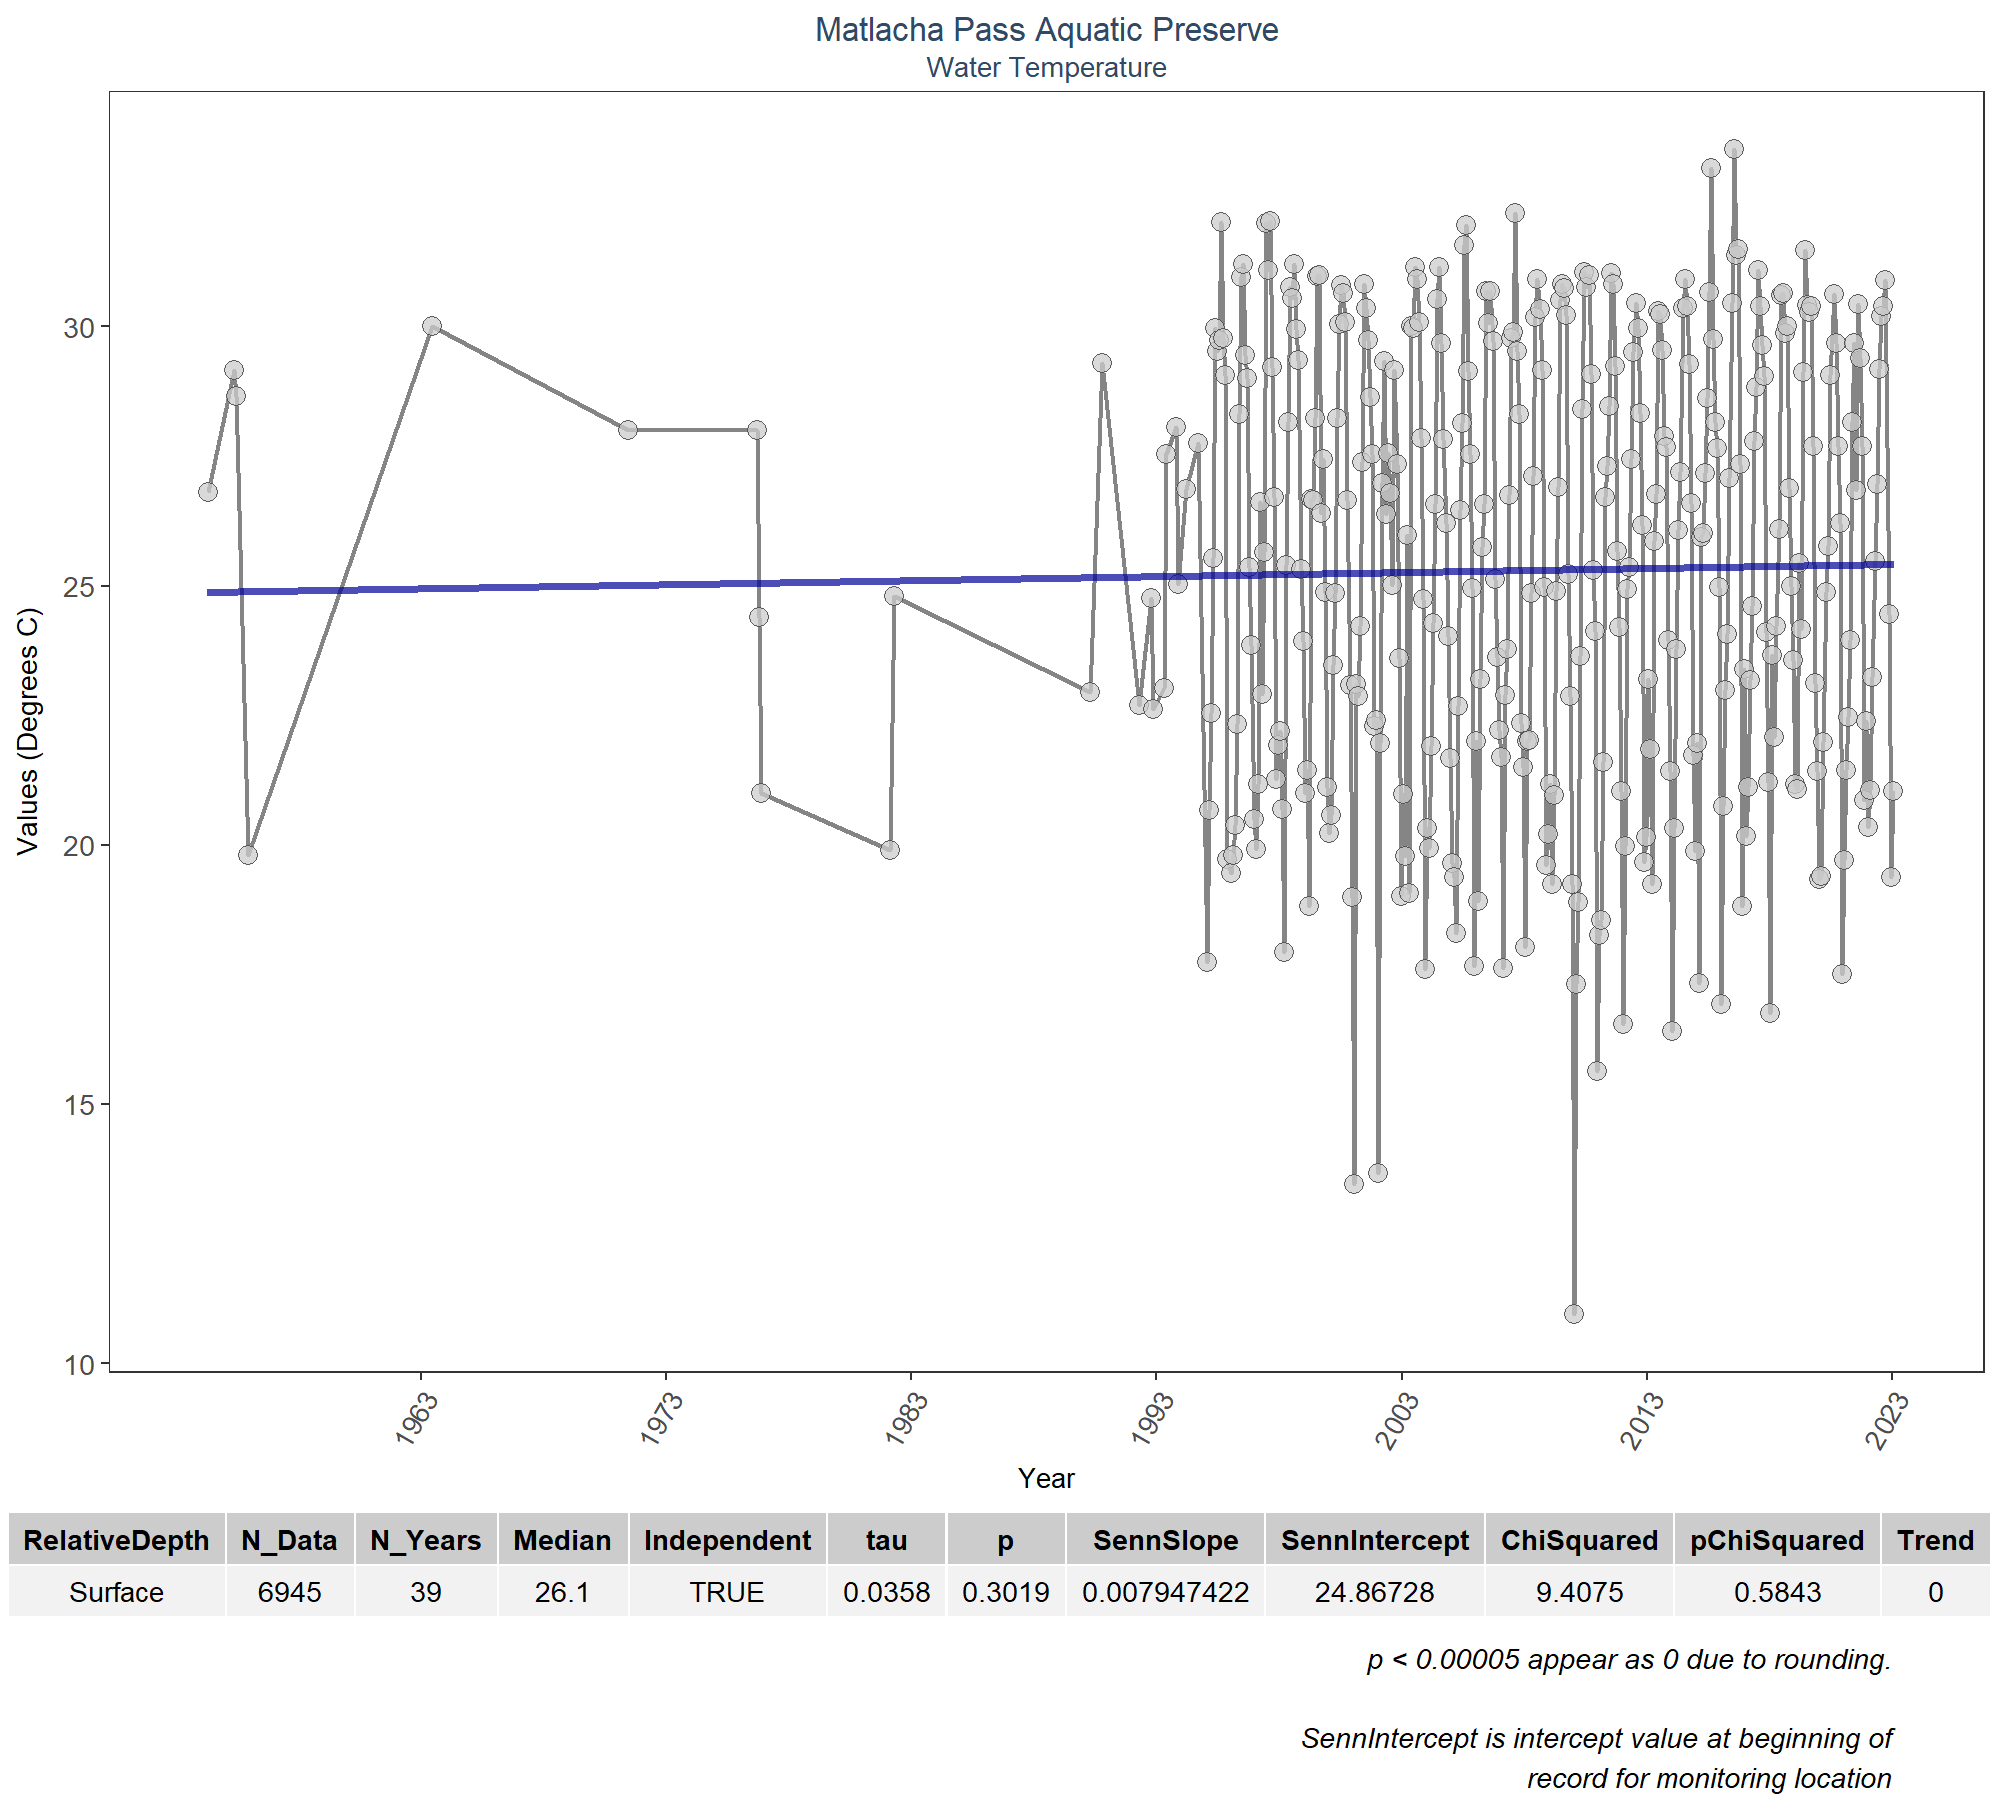 Matlacha Pass Aquatic Preserve
Water Temperature
Values (Degrees C)
30
25
20
15
10
1963
1973
1983
1993
2003
2013
2023
Year
RelativeDepth N_Data N_Years Median Independent tau p SennSlope SennIntercept ChiSquared pChiSquared Trend
Surface 6945 39 26.1 TRUE 0.0358 0.3019 0.007947422 24.86728 9.4075 0.5843 0
p < 0.00005 appear as 0 due to rounding.
SennIntercept is intercept value at beginning of
record for monitoring location